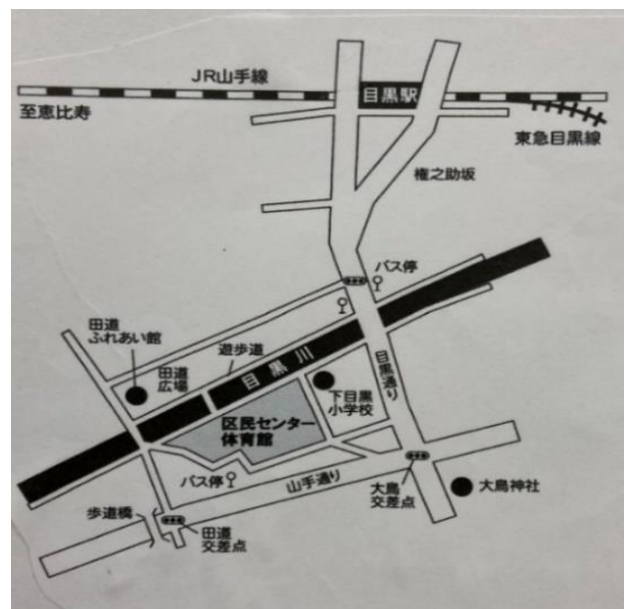 JR山手線
目黒駅
至恵比寿
東急目黒線
権之助坂
バス停
田道
ふれあい館
遊歩道
田道
広場
目黒川
目黒通り
下目黒
小学校
区民センター
体育館
バス停
山手通り
大鳥
交差点
大鳥神社
歩道橋
田道
交差点